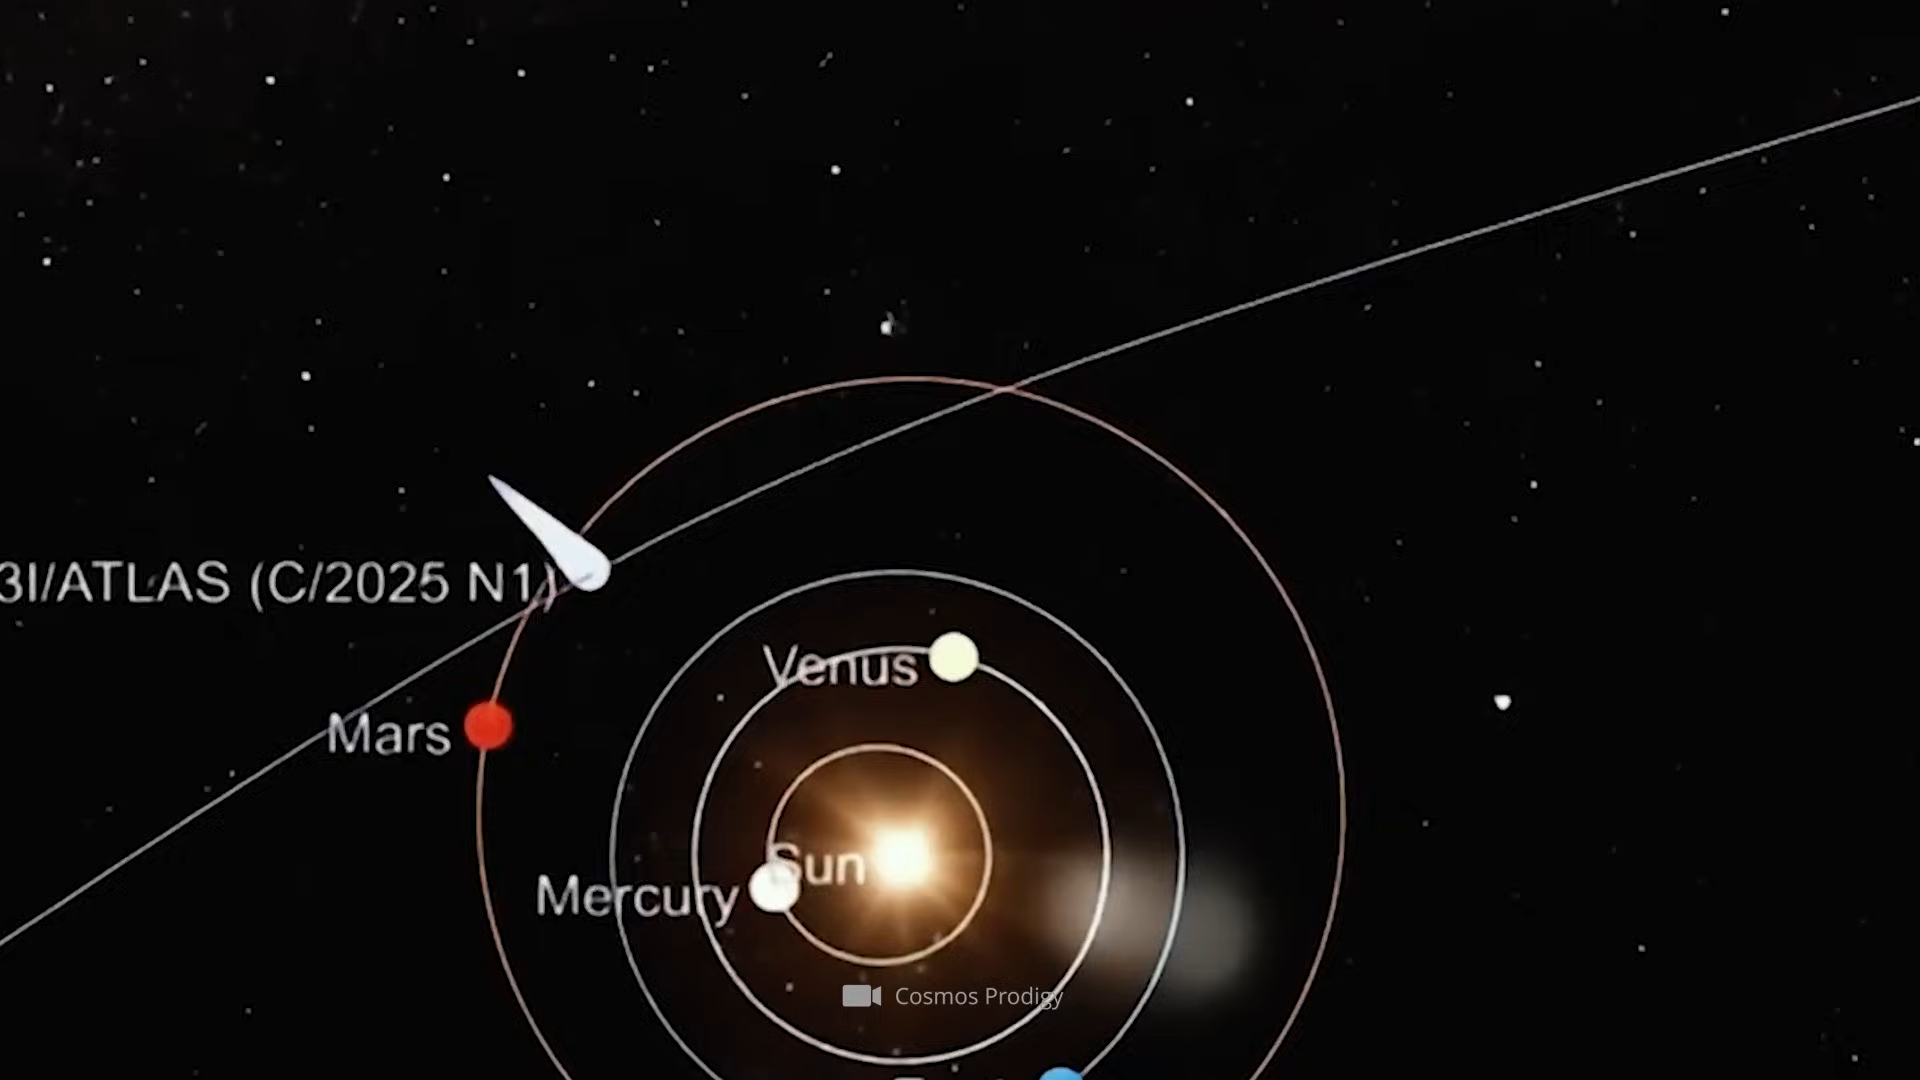 3I/ATLAS (C/2025 N1)
Venus
Mars
Sun
Mercury
Cosmos Prodigy